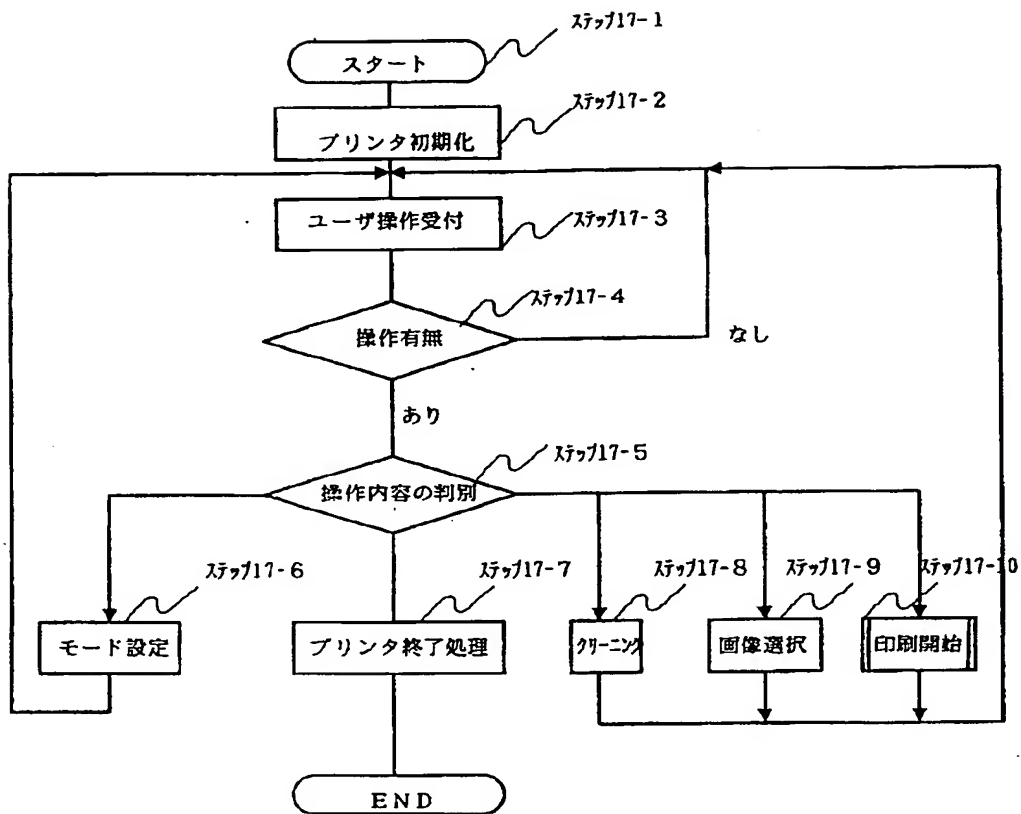 ステップ17-1
スタート
ステップ17-2
プリンタ初期化
ユーザ操作受付
ステップ17-3
ステップ17-4
操作有無
なし
あり
ステップ17-5
操作内容の判別
ステップ17-6
ステップ17-7
ステップ17-8
ステップ17-9
ステップ17-10
モード設定
プリンタ終了処理
クリーニング
画像選択
印刷開始
END